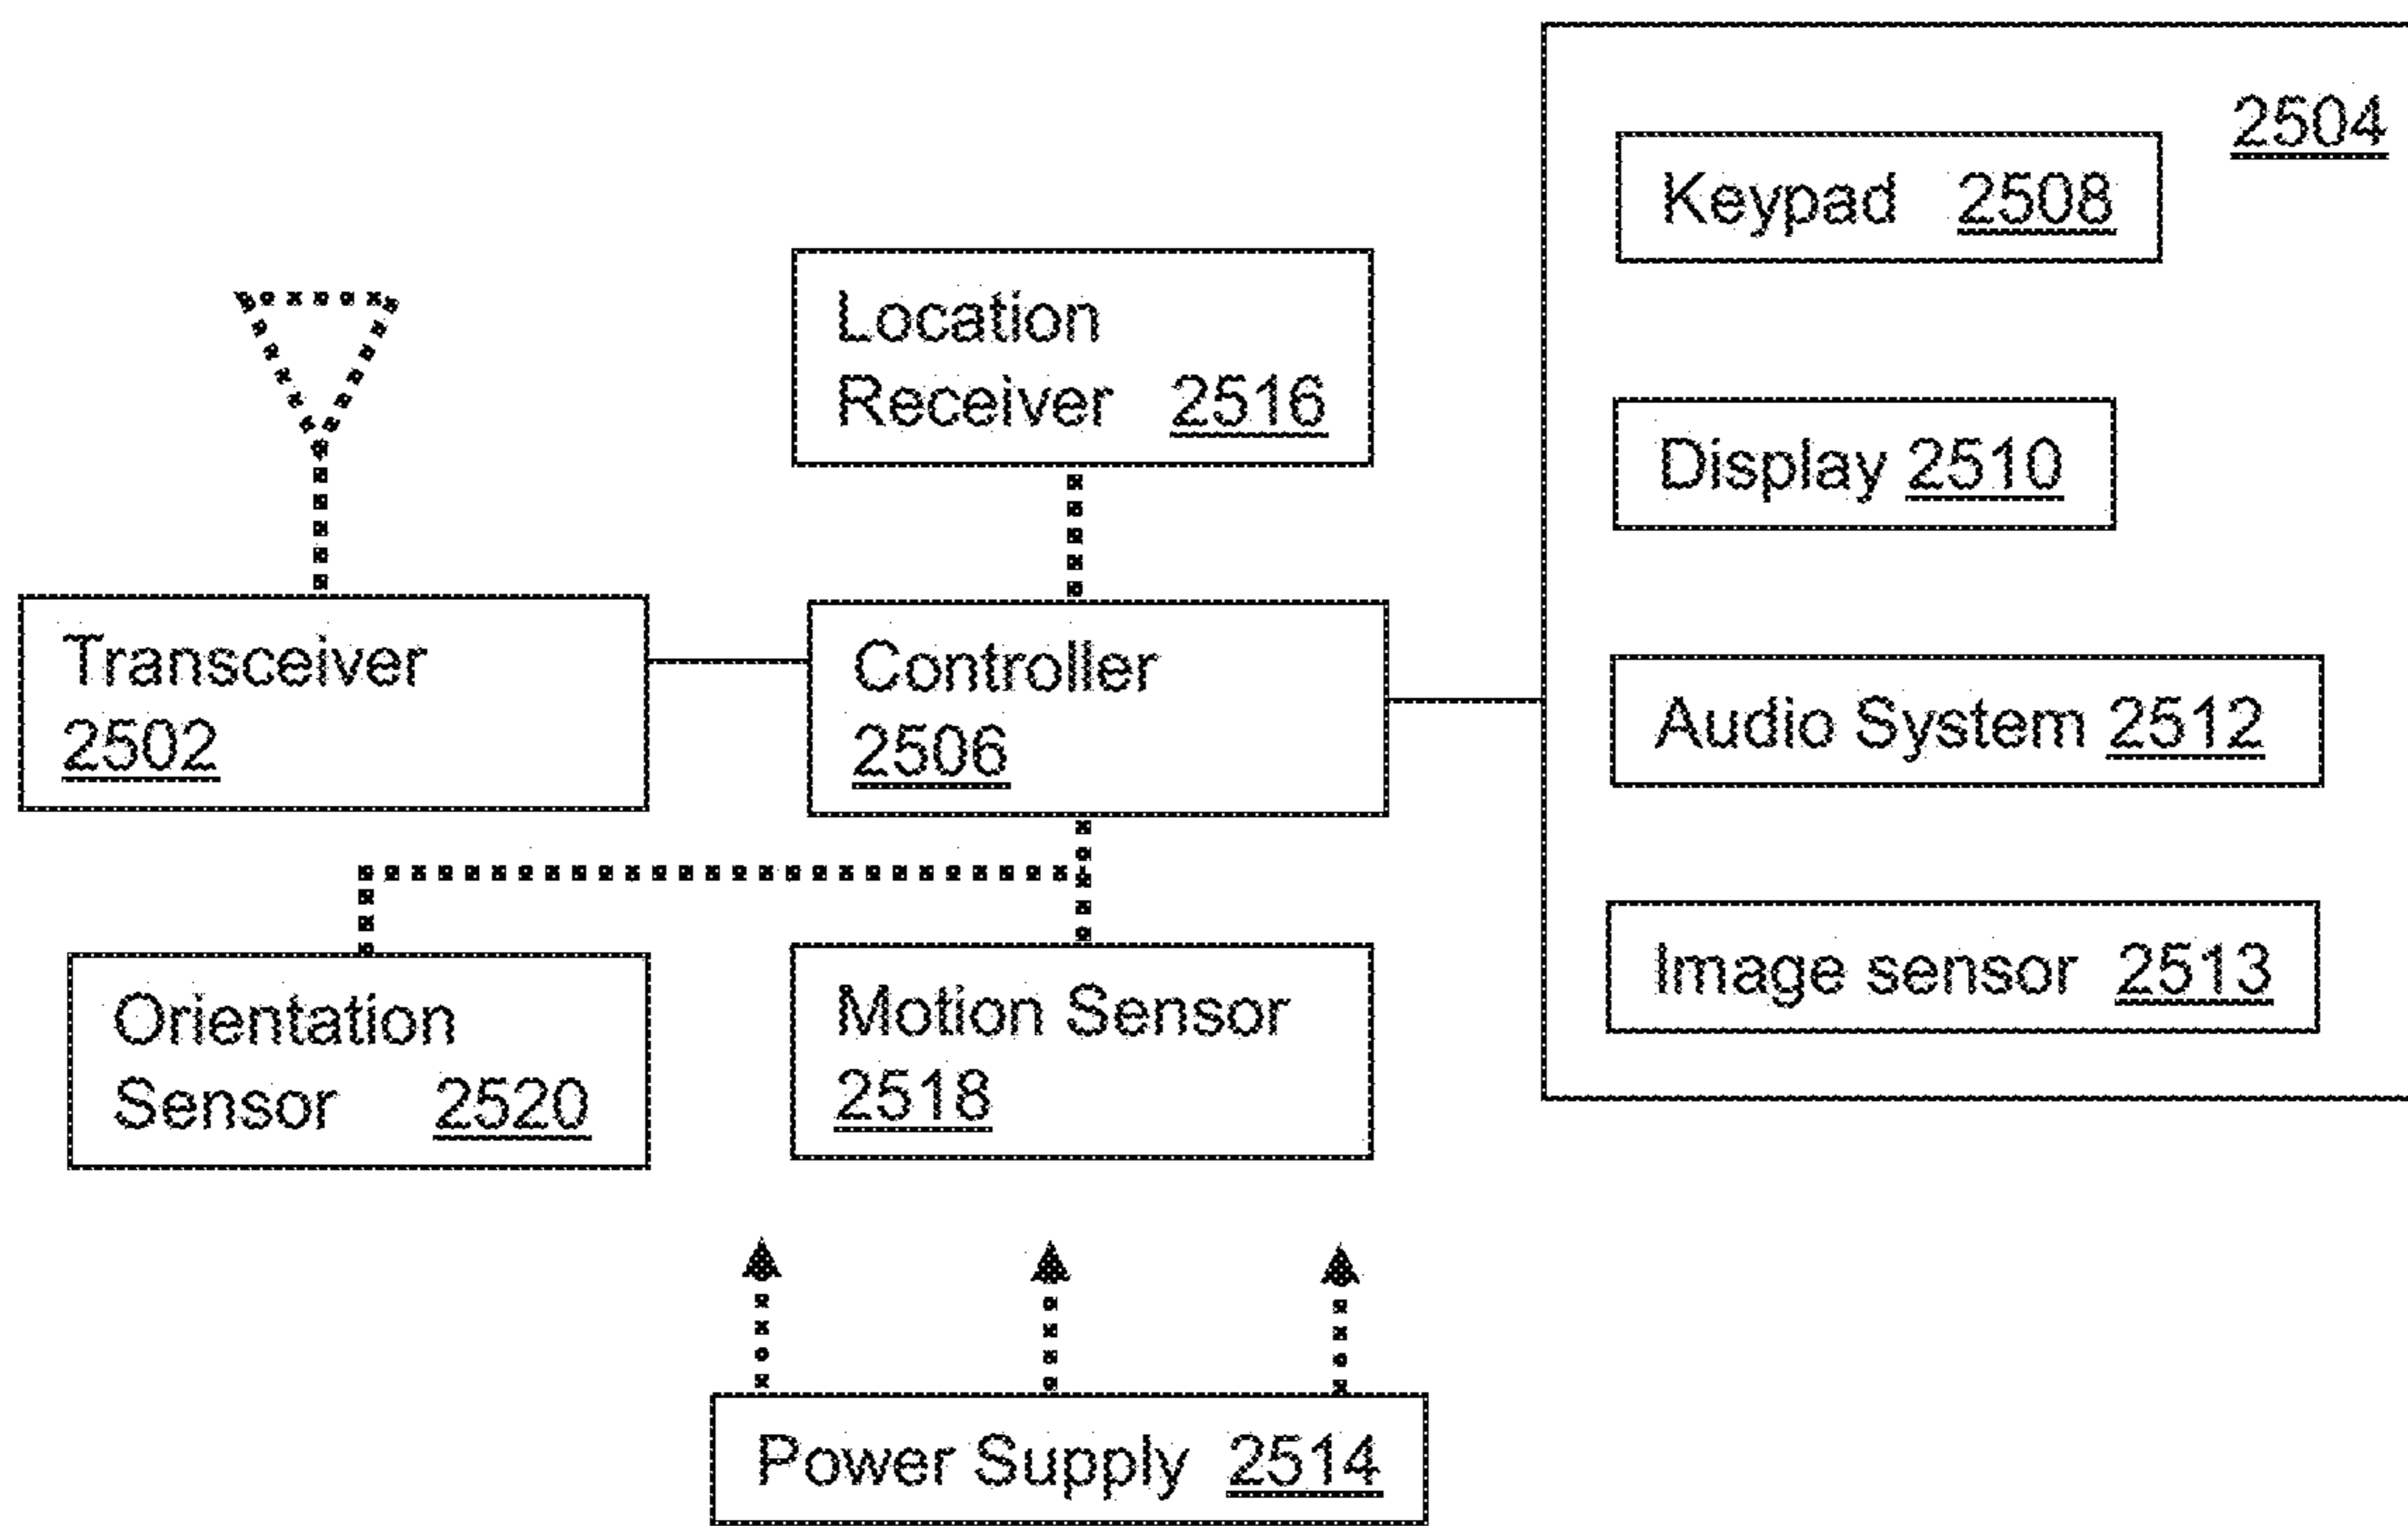 2504
Keypad 2508
Location
Receiver 2516
Display 2510
Transceiver
2502
Controller
2506
Audio System 2512
Image sensor 2513
Orientation
Sensor 2520
Motion Sensor
2518
Power Supply 2514